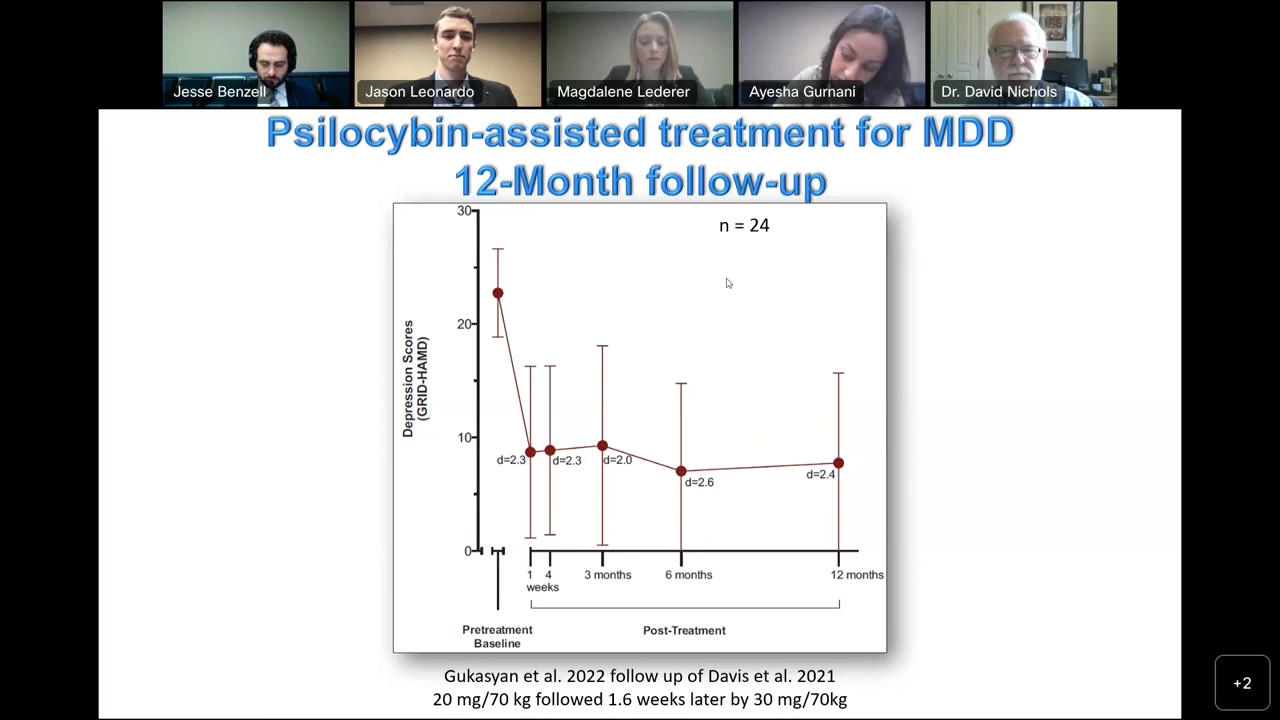 Jesse Benzell
Jason Leonardo
Magdalene Lederer
Ayesha Gurnani
Dr. David Nichols
Psilocybin-assisted treatment for MDD
12-Month follow-up
n = 24
30
20
10
0
Depression Scores
(GRID-HAMD)
d=2.3
d=2.3
d=2.0
d=2.6
d=2.4
1 4
weeks
3 months
6 months
12 months
Pretreatment
Baseline
Post-Treatment
Gukasyan et al. 2022 follow up of Davis et al. 2021
20 mg/70 kg followed 1.6 weeks later by 30 mg/70kg
+2